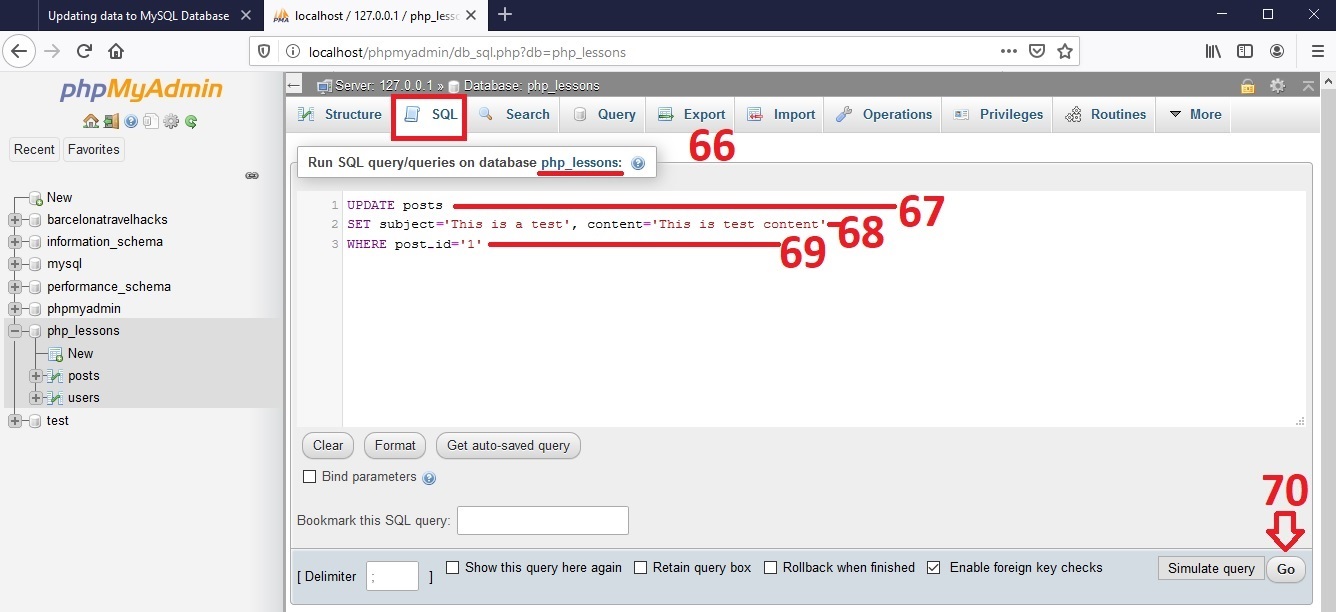 Updating data to MySQL Database
localhost / 127.0.0.1 / php_less
localhost/phpmyadmin/db_sql.php?db=php_lessons
phpMyAdmin
Recent Favorites
New
barcelonatravelhacks
information_schema
mysql
performance_schema
phpmyadmin
php_lessons
New
posts
users
test
Server: 127.0.0.1 » Database: php_lessons
Structure SQL Search Query Export Import Operations Privileges Routines More
66
Run SQL query/queries on database php_lessons:
1 UPDATE posts
67
2 SET subject='This is a test', content='This is test content'
68
3 WHERE post_id='1'
69
Clear Format Get auto-saved query
Bind parameters
Bookmark this SQL query:
70
[ Delimiter ; ] Show this query here again Retain query box Rollback when finished Enable foreign key checks Simulate query Go